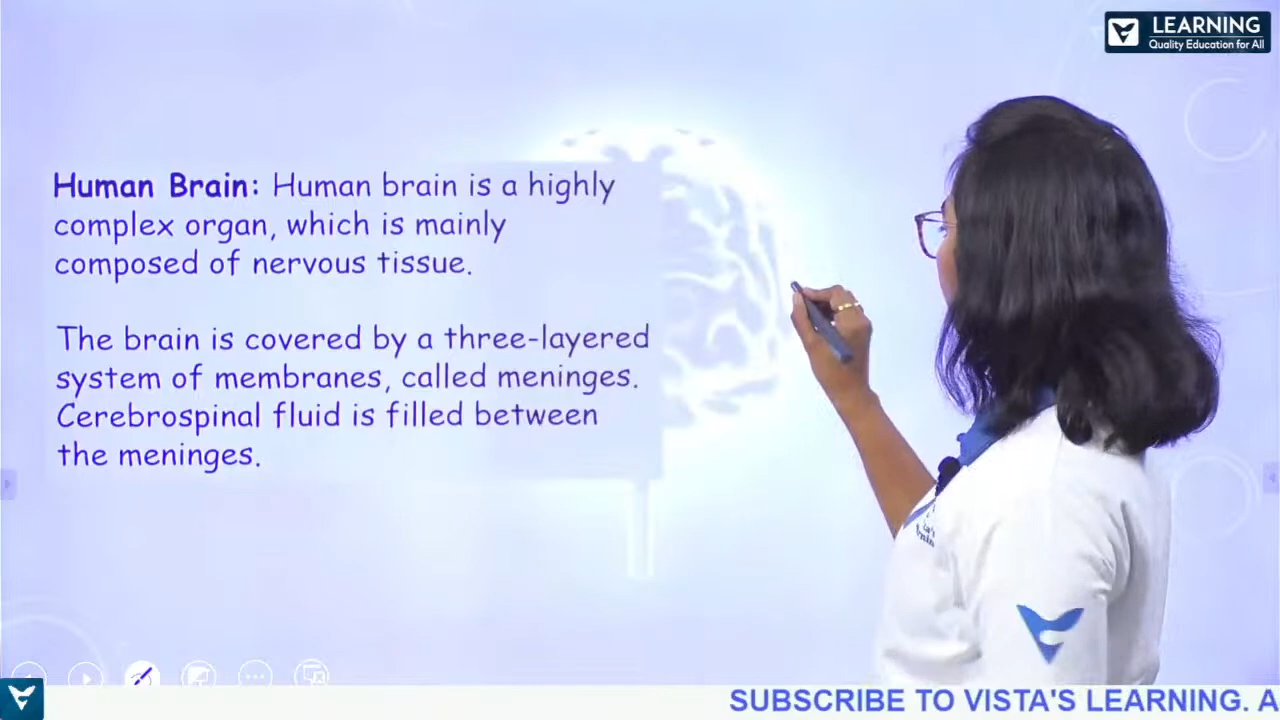 LEARNING
Quality Education for All
Human Brain: Human brain is a highly
complex organ, which is mainly
composed of nervous tissue.
The brain is covered by a three-layered
system of membranes, called meninges.
Cerebrospinal fluid is filled between
the meninges.
SUBSCRIBE TO VISTA'S LEARNING. A